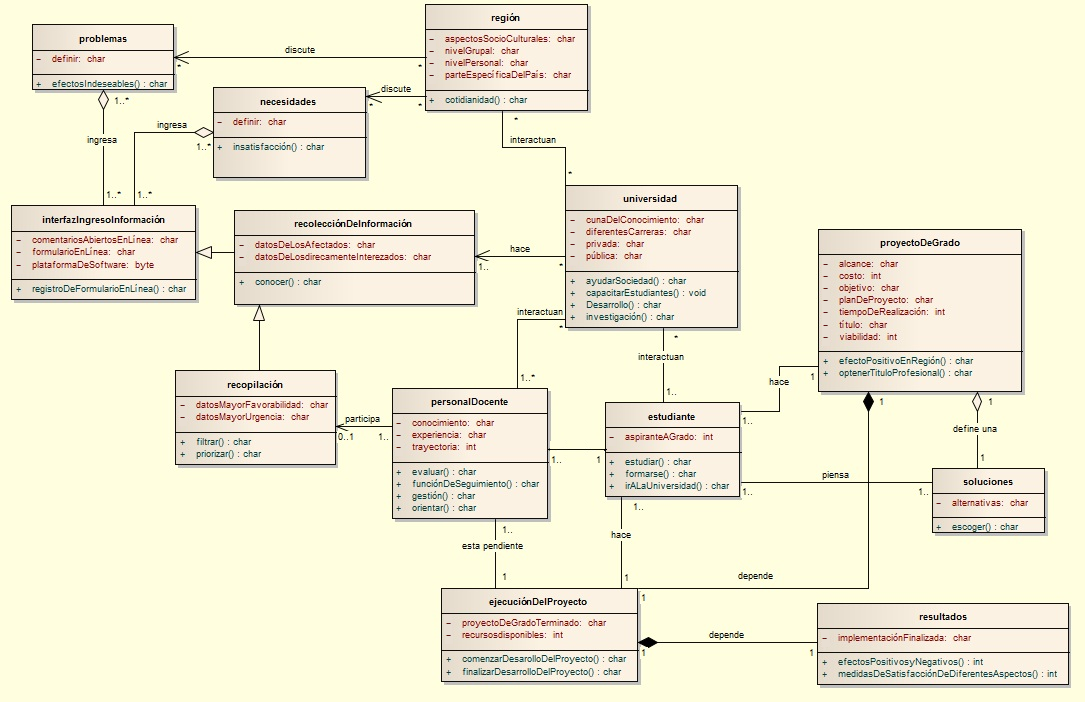 región
- aspectosSocioCulturales: char
- nivelGrupal: char
- nivelPersonal: char
- parteEspecíficaDelPaís: char
+ cotidianidad() : char
problemas
- definir: char
+ efectosIndeseables() : char
discute
*
*
necesidades
- definir: char
+ insatisfacción() : char
discute
*
*
1..*
ingresa
1..*
ingresa
1..*
1..*
interactuan
*
*
interfazIngresoInformación
- comentariosAbiertosEnLínea: char
- formularioEnLínea: char
- plataformaDeSoftware: byte
+ registroDeFormularioEnLínea() : char
recolecciónDeInformación
- datosDeLosAfectados: char
- datosDeLosdirecamenteInterezados: char
+ conocer() : char
universidad
- cunaDelConocimiento: char
- diferentesCarreras: char
- privada: char
- pública: char
+ ayudarSociedad() : char
+ capacitarEstudiantes() : void
+ Desarrollo() : char
+ investigación() : char
hace
1..
*
proyectoDeGrado
- alcance: char
- costo: int
- objetivo: char
- planDeProyecto: char
- tiempoDeRealización: int
- título: char
- viabilidad: int
+ efectoPositivoEnRegión() : char
+ optenerTituloProfesional() : char
interactuan
*
1..*
*
interactuan
1..
hace
1
1..
recopilación
- datosMayorFavorabilidad: char
- datosMayorUrgencia: char
+ filtrar() : char
+ priorizar() : char
participa
0..1
1..
personalDocente
- conocimiento: char
- experiencia: char
- trayectoria: int
+ evaluar() : char
+ funciónDeSeguimiento() : char
+ gestión() : char
+ orientar() : char
1..
1
estudiante
- aspiranteAGrado: int
+ estudiar() : char
+ formarse() : char
+ irALaUniversidad() : char
1
1
define una
1
piensa
1..
1..
soluciones
- alternativas: char
+ escoger() : char
1..
esta pendiente
1
1..
hace
1
depende
1
ejecuciónDelProyecto
- proyectoDeGradoTerminado: char
- recursosdisponibles: int
+ comenzarDesarolloDelProyecto() : char
+ finalizarDesarrolloDelProyecto() : char
depende
1
1
resultados
- implementaciónFinalizada: char
+ efectosPositivosyNegativos() : int
+ medidasDeSatisfacciónDeDiferentesAspectos() : int